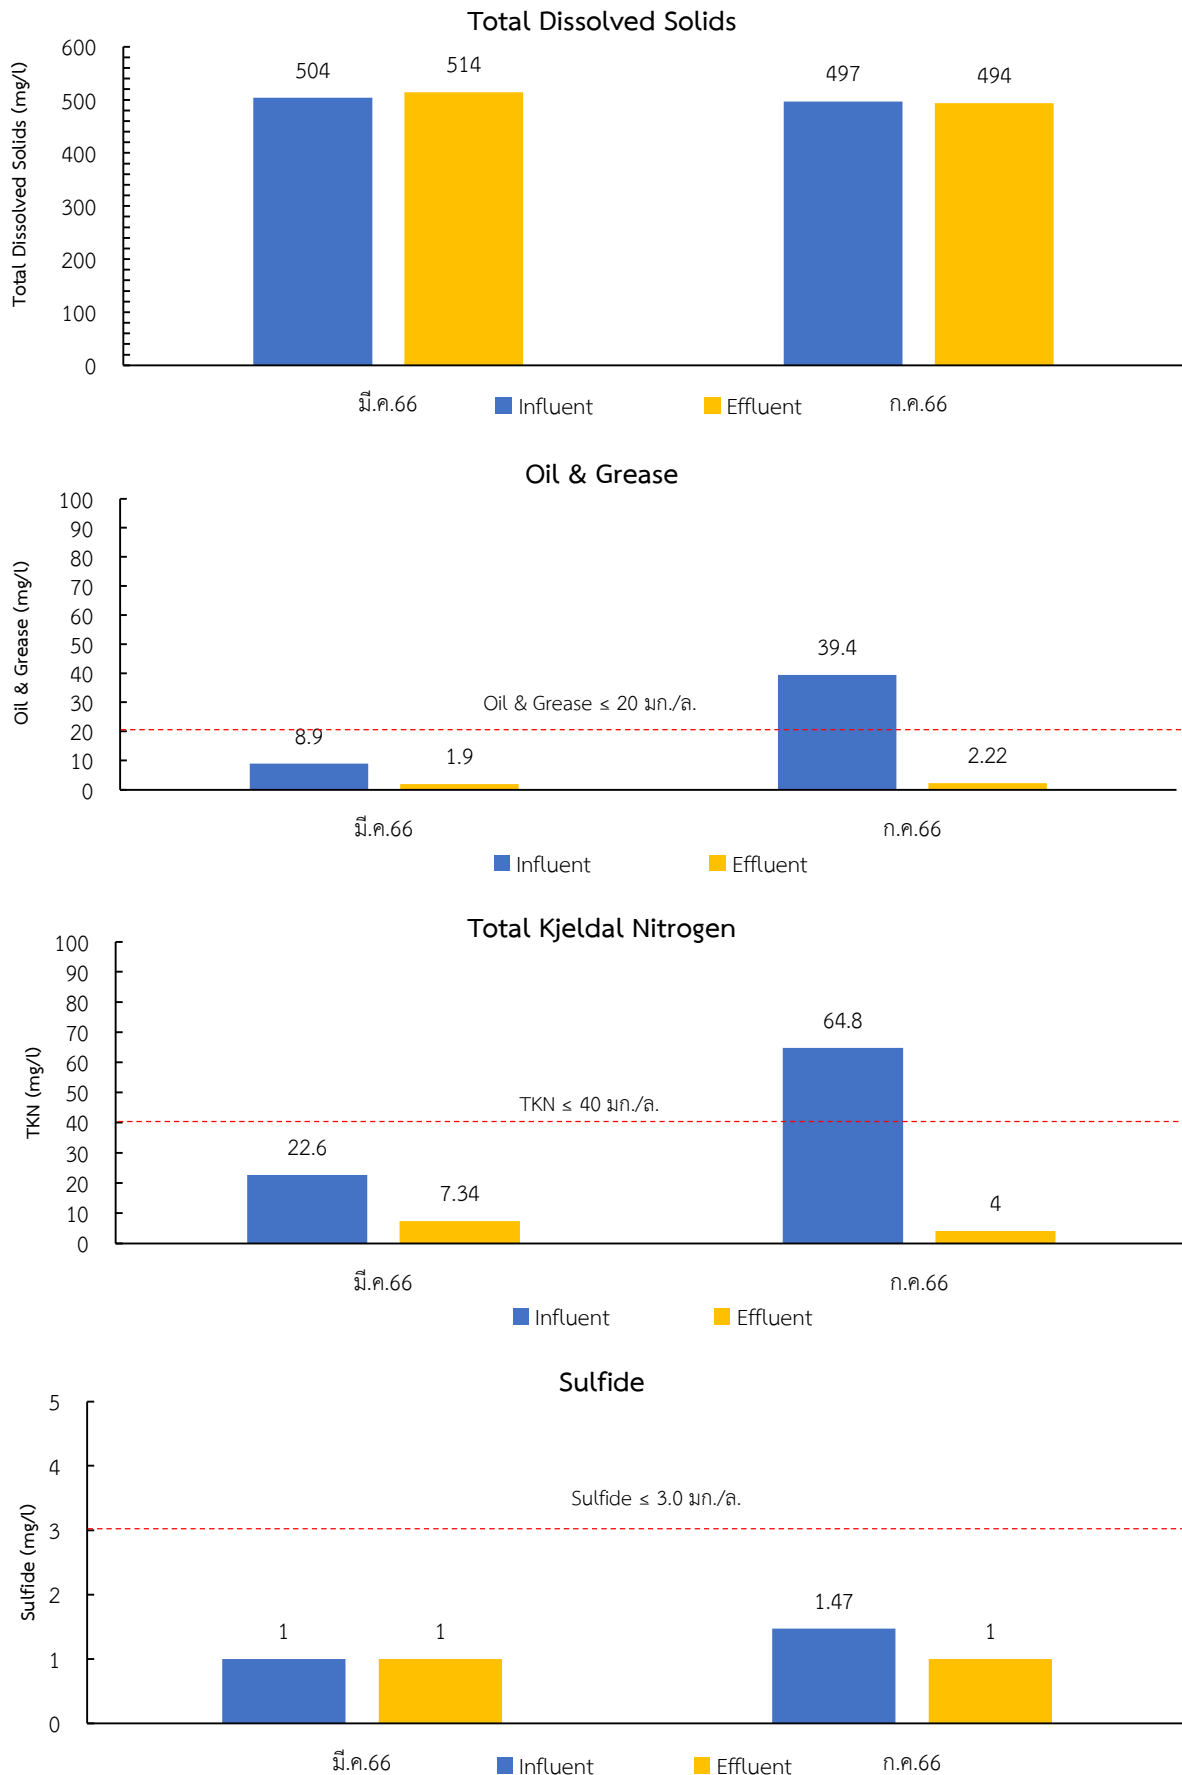 Total Dissolved Solids
Total Dissolved Solids (mg/l)
600
500
400
300
200
100
0
504
514
497
494
มี.ค.66
ก.ค.66
Influent
Effluent
Oil & Grease
Oil & Grease (mg/l)
100
90
80
70
60
50
40
30
20
10
0
Oil & Grease ≤ 20 มก./ล.
8.9
1.9
39.4
2.22
มี.ค.66
ก.ค.66
Influent
Effluent
Total Kjeldal Nitrogen
TKN (mg/l)
100
90
80
70
60
50
40
30
20
10
0
TKN ≤ 40 มก./ล.
22.6
7.34
64.8
4
มี.ค.66
ก.ค.66
Influent
Effluent
Sulfide
Sulfide (mg/l)
5
4
3
2
1
0
Sulfide ≤ 3.0 มก./ล.
1
1
1.47
1
มี.ค.66
ก.ค.66
Influent
Effluent